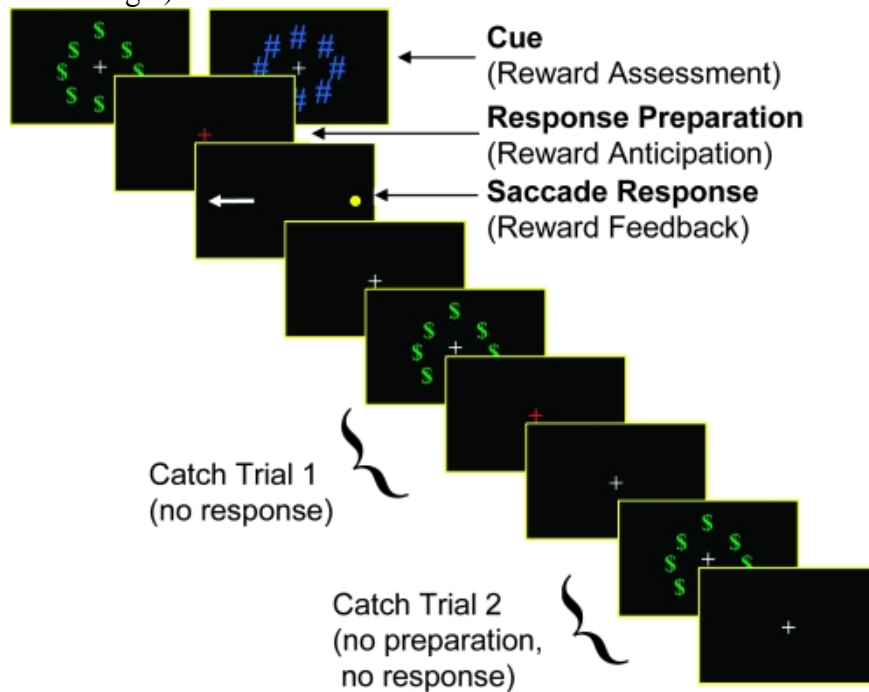 Cue
(Reward Assessment)
Response Preparation
(Reward Anticipation)
Saccade Response
(Reward Feedback)
Catch Trial 1
(no response)
Catch Trial 2
(no preparation,
no response)